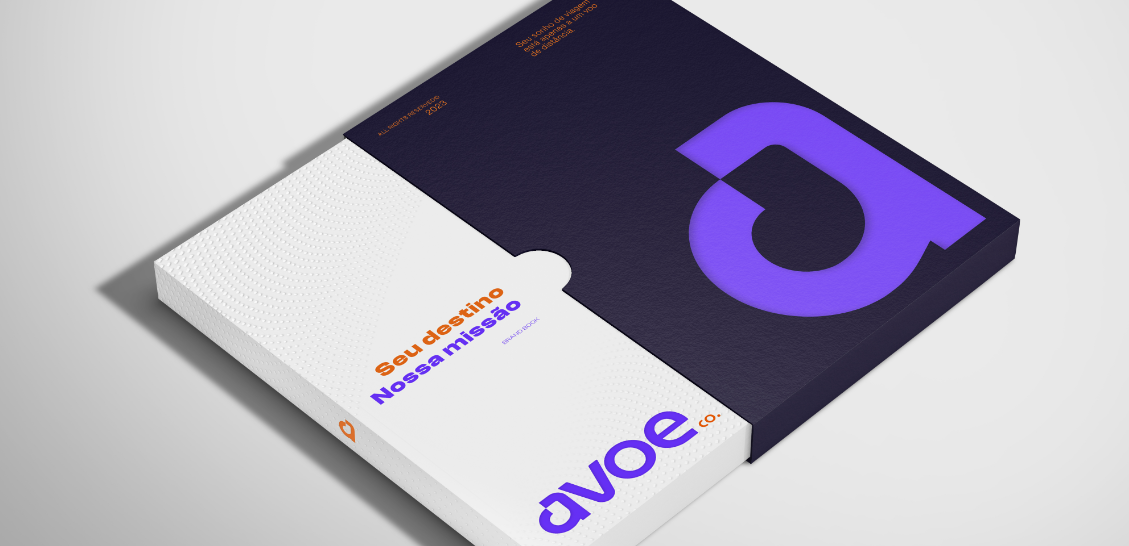 Seu sonho de viagem
está apenas a um voo
de distância.
ALL RIGHTS RESERVED©
2023
Seu destino
Nossa missão
BRAND BOOK
avoe
co.